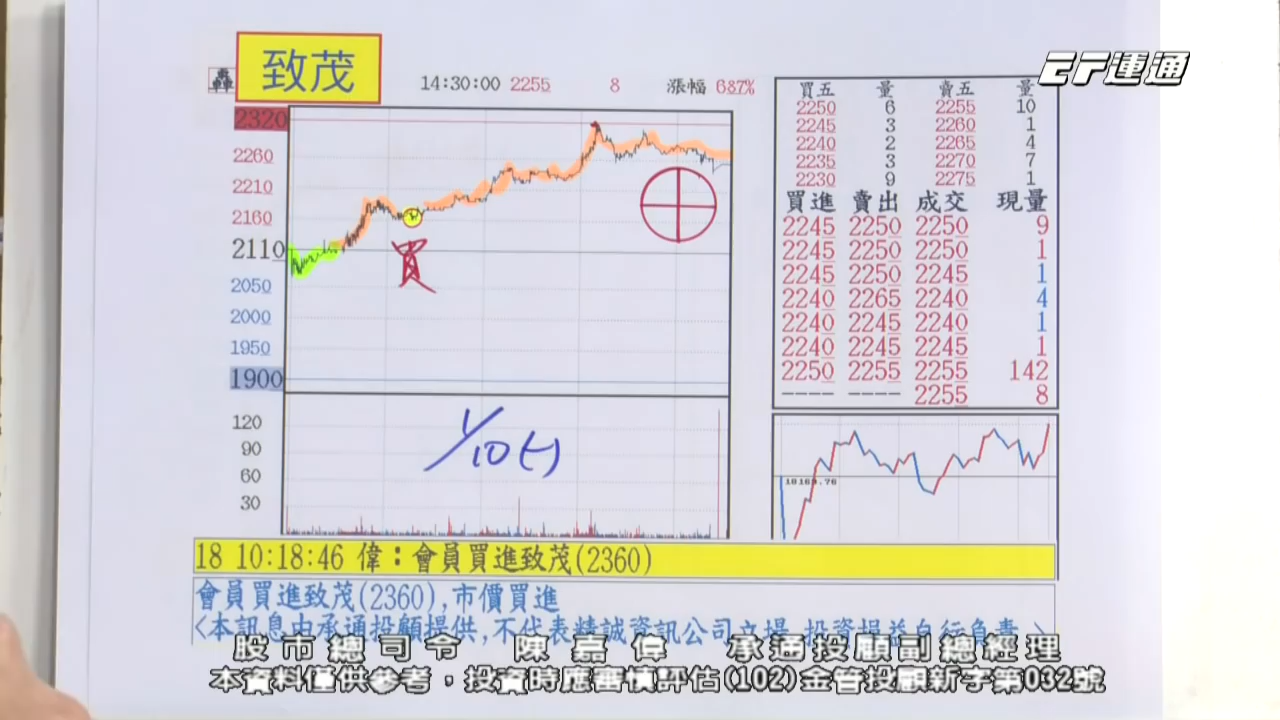 EF運通
致茂
14:30:00 2255 8 漲幅 6.87%
2320
2260
2210
2160
2110
2050
2000
1950
1900
120
90
60
30
買
1/10(一)
買五 量 賣五 量
2250 6 2255 10
2245 3 2260 1
2240 2 2265 4
2235 3 2270 7
2230 9 2275 1
買進 賣出 成交 現量
2245 2250 2250 9
2245 2250 2250 1
2245 2250 2245 1
2240 2265 2240 4
2240 2245 2240 1
2240 2245 2245 1
2250 2255 2255 142
---- ---- 2255 8
18 10:18:46 偉：會員買進致茂(2360)
會員買進致茂(2360),市價買進
<本訊息由承通投顧提供,不代表精誠資訊公司立場,投資損益自行負責.>
股市總司令 陳嘉偉 承通投顧副總經理
本資料僅供參考，投資時應審慎評估(102)金管投顧新字第032號